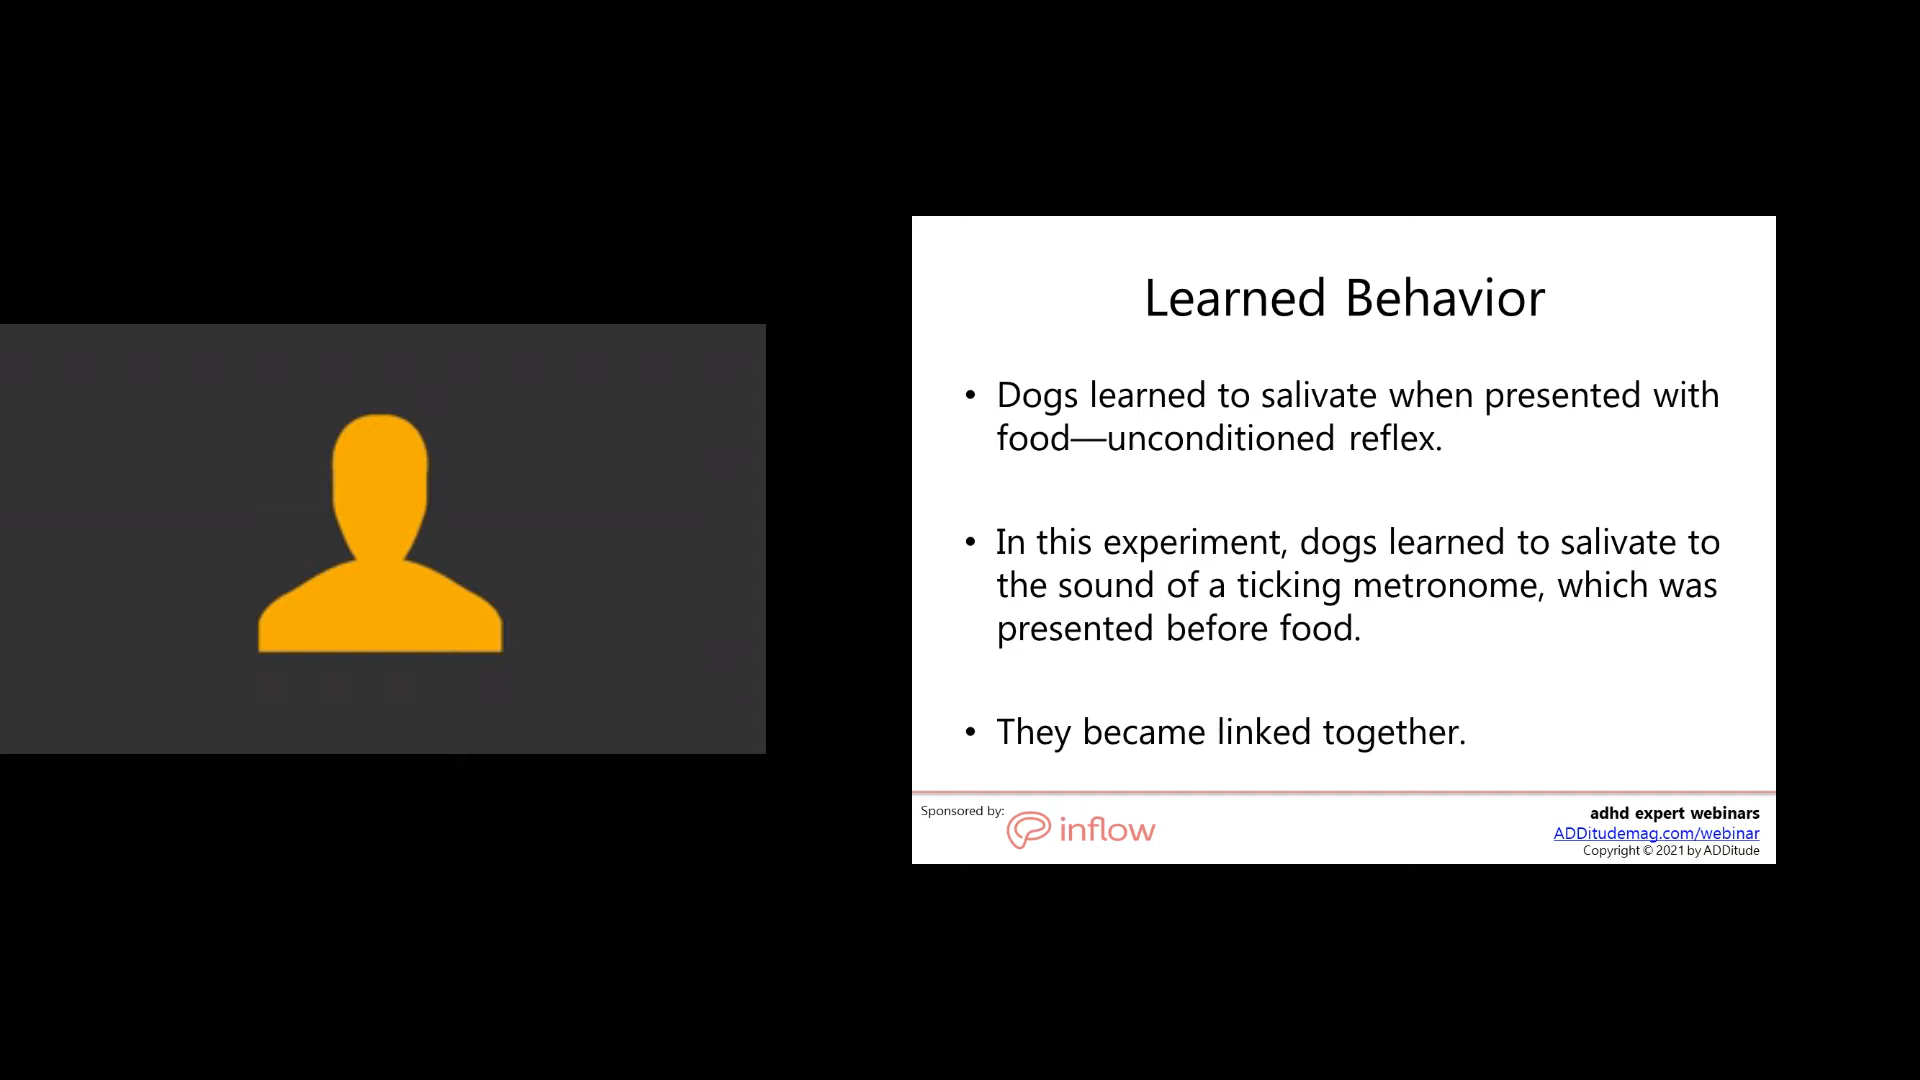 Learned Behavior
• Dogs learned to salivate when presented with
food—unconditioned reflex.
• In this experiment, dogs learned to salivate to
the sound of a ticking metronome, which was
presented before food.
• They became linked together.
Sponsored by:
inflow
adhd expert webinars
ADDitudemag.com/webinar
Copyright © 2021 by ADDitude